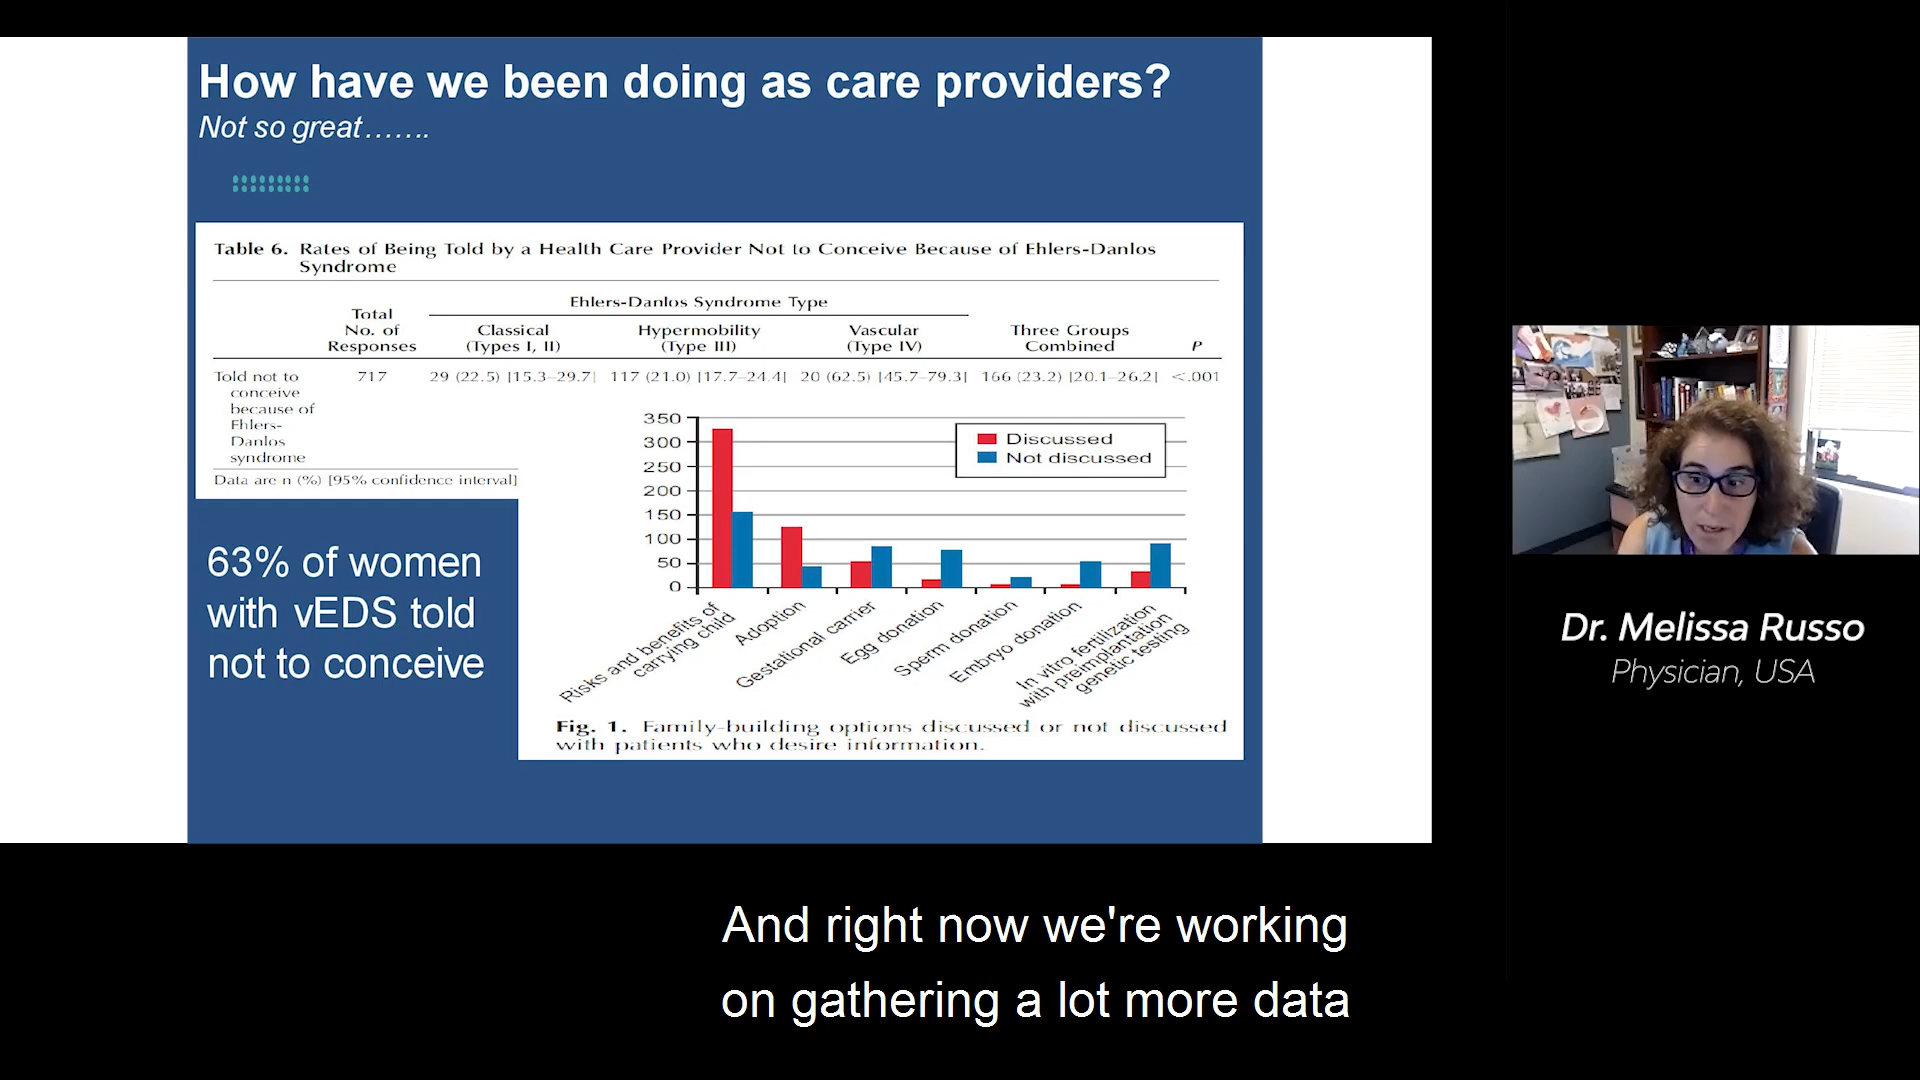 How have we been doing as care providers?
Not so great…….
Table 6. Rates of Being Told by a Health Care Provider Not to Conceive Because of Ehlers-Danlos
Syndrome
Ehlers-Danlos Syndrome Type
Total
No. of
Responses
Classical
(Types I, II)
Hypermobility
(Type III)
Vascular
(Type IV)
Three Groups
Combined
P
Told not to
conceive
because of
Ehlers-
Danlos
syndrome
717
29 (22.5) [15.3–29.7]
117 (21.0) [17.7–24.4]
20 (62.5) [45.7–79.3]
166 (23.2) [20.1–26.2]
<.001
Data are n (%) [95% confidence interval]
350
300
250
200
150
100
50
0
Discussed
Not discussed
Risks and benefits of
carrying child
Adoption
Gestational carrier
Egg donation
Sperm donation
Embryo donation
In vitro fertilization
with preimplantation
genetic testing
Fig. 1. Family-building options discussed or not discussed
with patients who desire information.
63% of women
with vEDS told
not to conceive
Dr. Melissa Russo
Physician, USA
And right now we're working
on gathering a lot more data